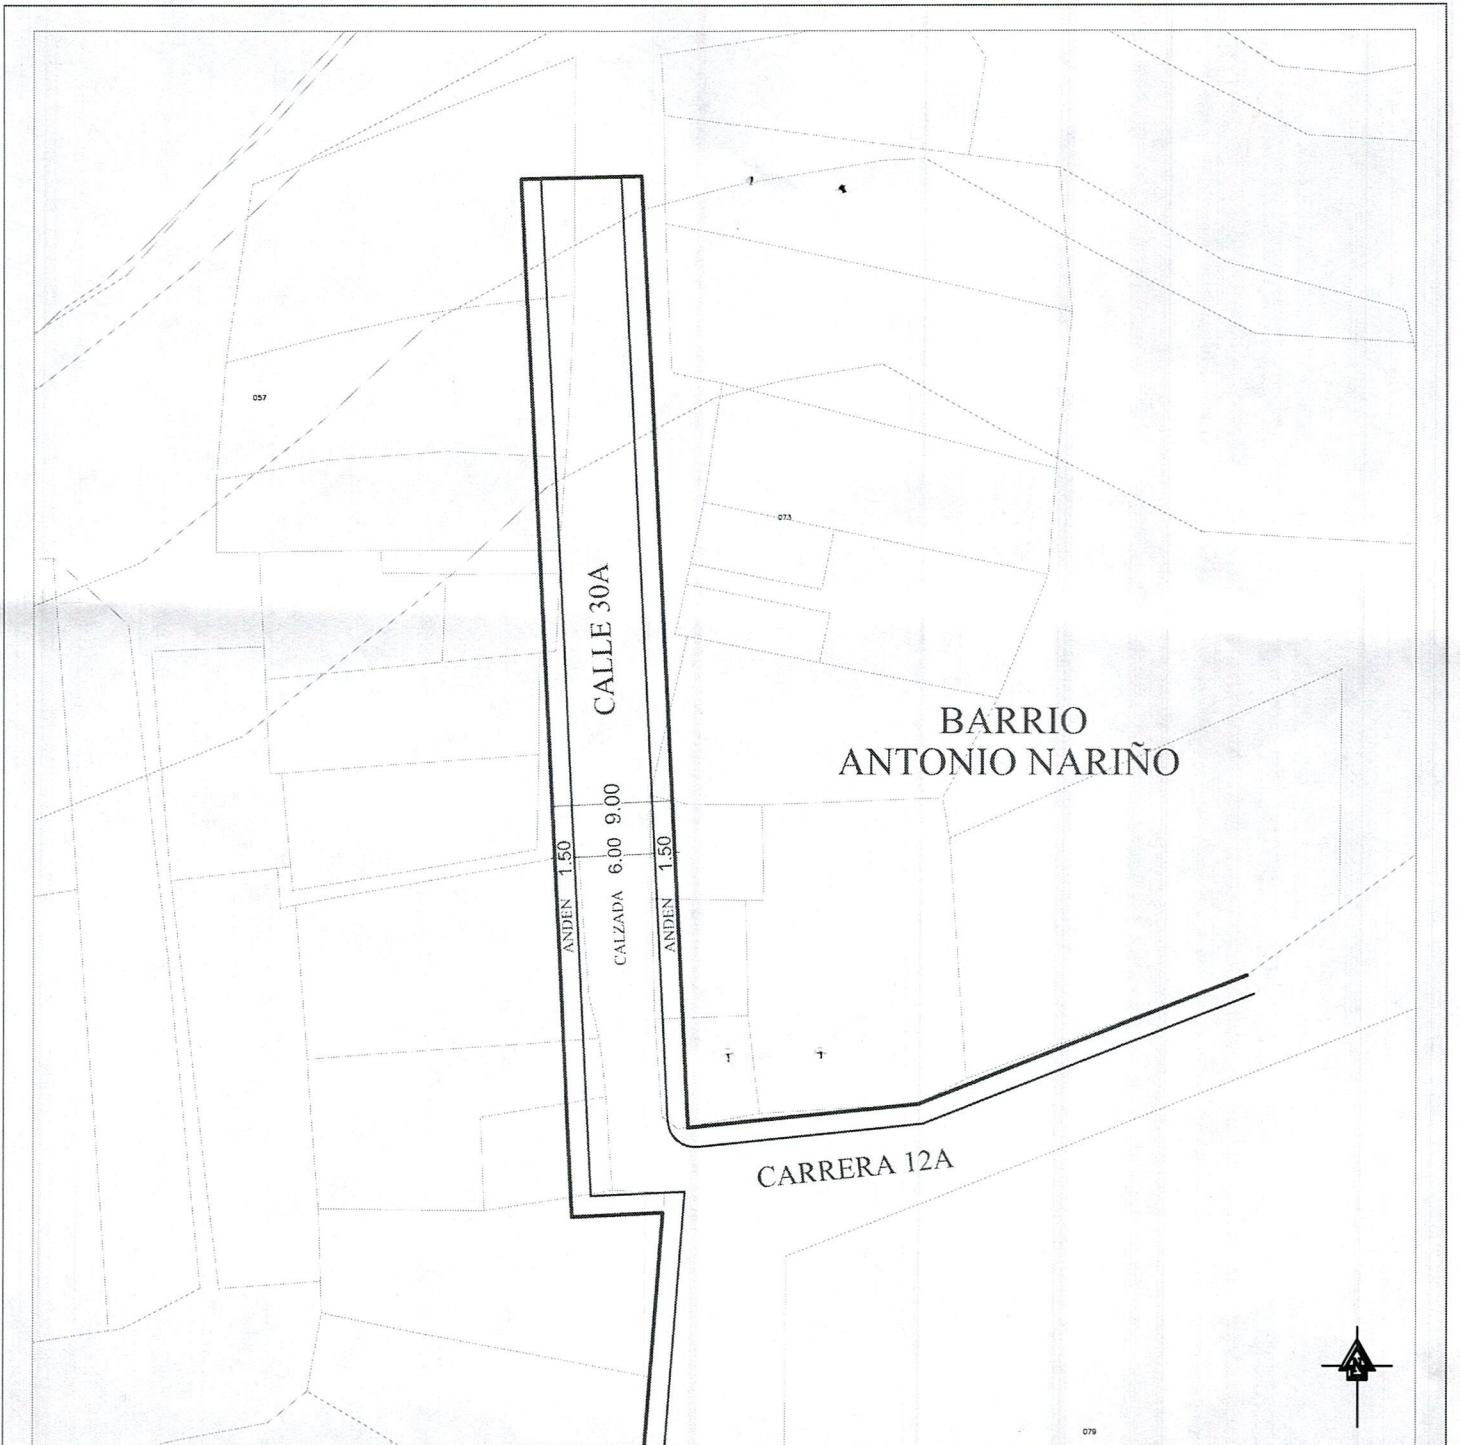 057
073
CALLE 30A
BARRIO
ANTONIO NARIÑO
9.00
ANDEN 1.50
CALZADA 6.00
ANDEN 1.50
CARRERA 12A
N
079